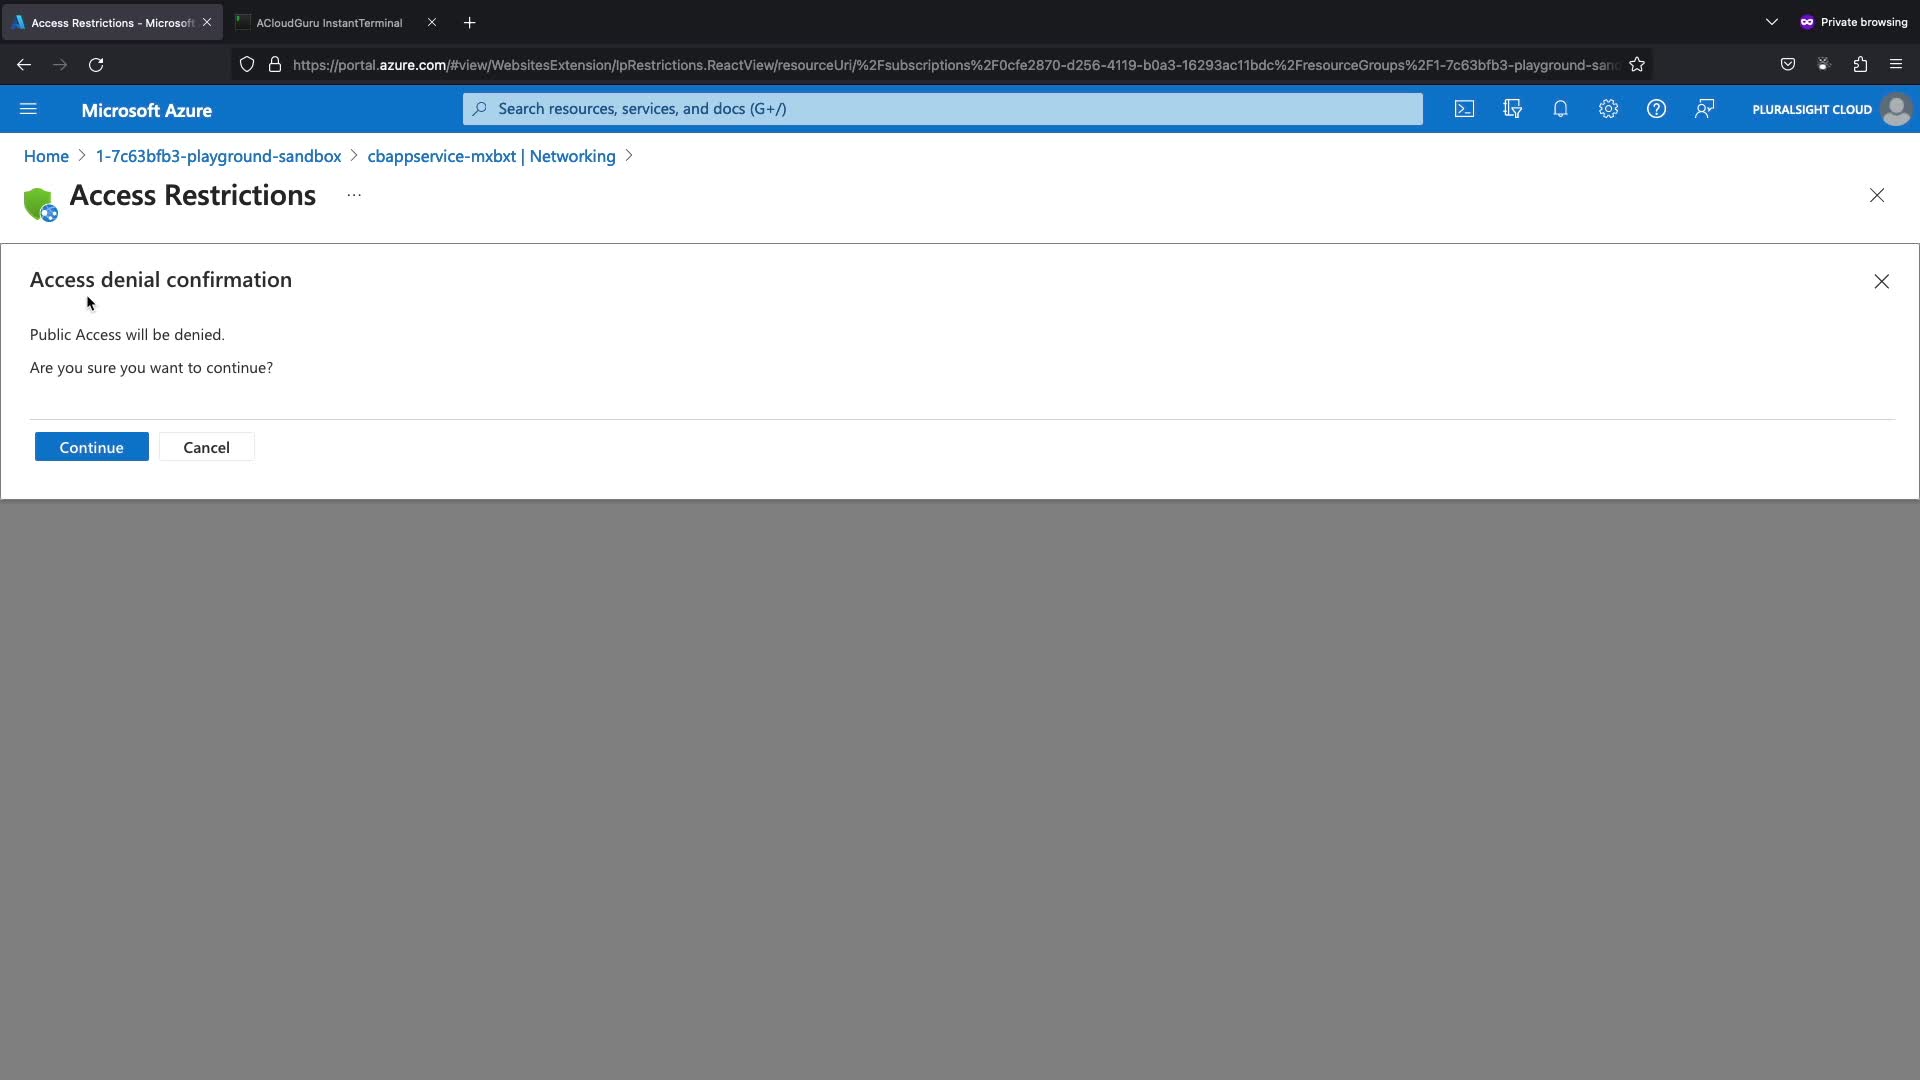 Access Restrictions - Microsoft
ACloudGuru InstantTerminal
Private browsing
https://portal.azure.com/#view/WebsitesExtension/IpRestrictions.ReactView/resourceUri/%2Fsubscriptions%2F0cfe2870-d256-4119-b0a3-16293ac11bdc%2FresourceGroups%2F1-7c63bfb3-playground-san
Microsoft Azure
Search resources, services, and docs (G+/)
PLURALSIGHT CLOUD
Home > 1-7c63bfb3-playground-sandbox > cbappservice-mxbxt | Networking >
Access Restrictions ...
Access denial confirmation
Public Access will be denied.
Are you sure you want to continue?
Continue
Cancel